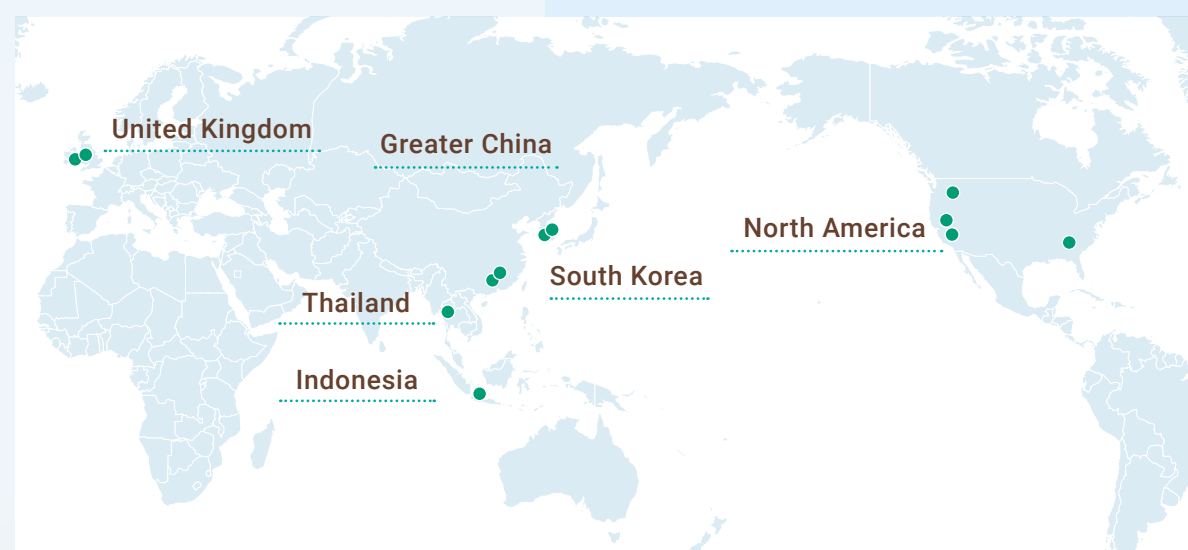 United Kingdom
Greater China
North America
South Korea
Thailand
Indonesia